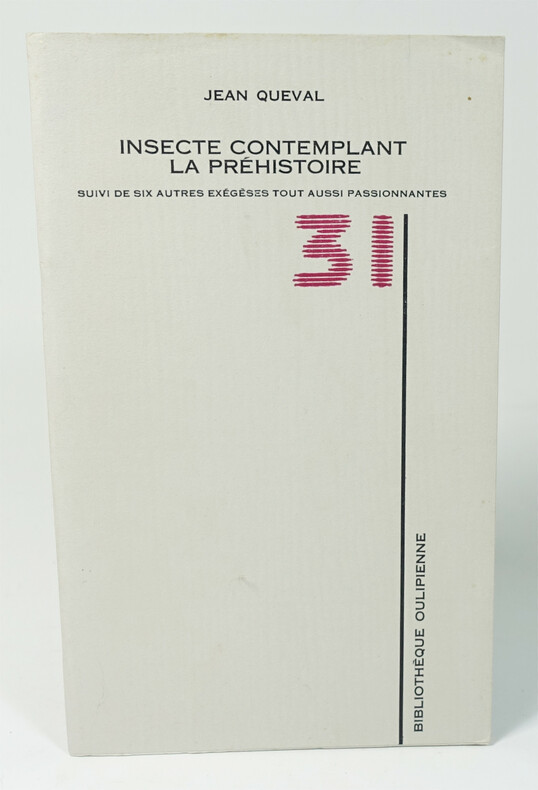 JEAN QUEVAL
INSECTE CONTEMPLANT
LA PRÉHISTOIRE
SUIVI DE SIX AUTRES EXÉGÈSES TOUT AUSSI PASSIONNANTES
31
BIBLIOTHÈQUE OULIPIENNE